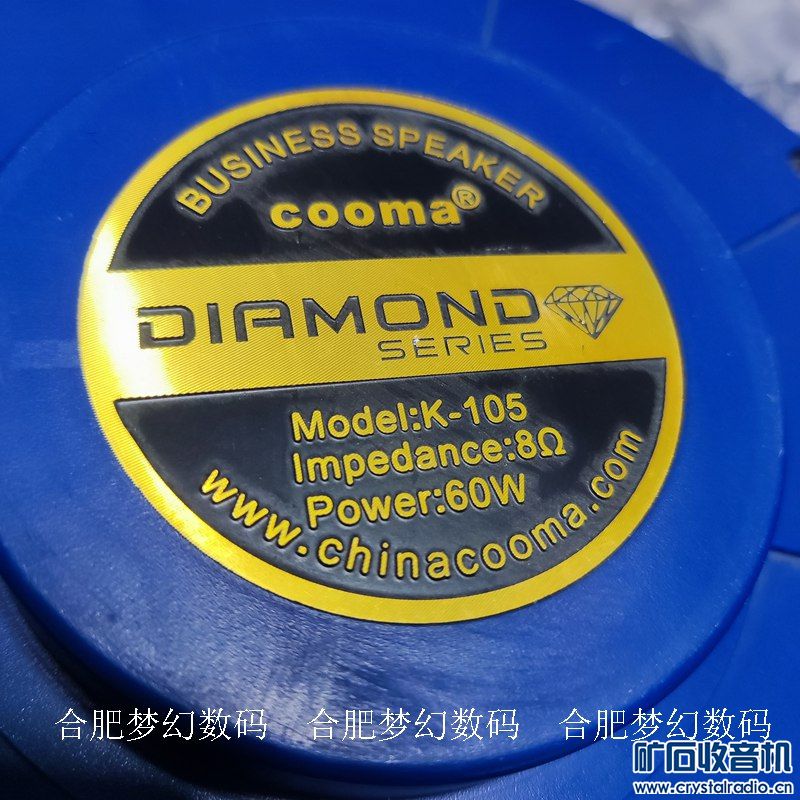 BUSINESS SPEAKER
cooma®
DIAMOND
SERIES
Model:K-105
Impedance:8Ω
Power:60W
www.chinacooma.com
合肥梦幻数码 合肥梦幻数码 合肥梦幻数码
矿石收音机
www.crystalradio.cn